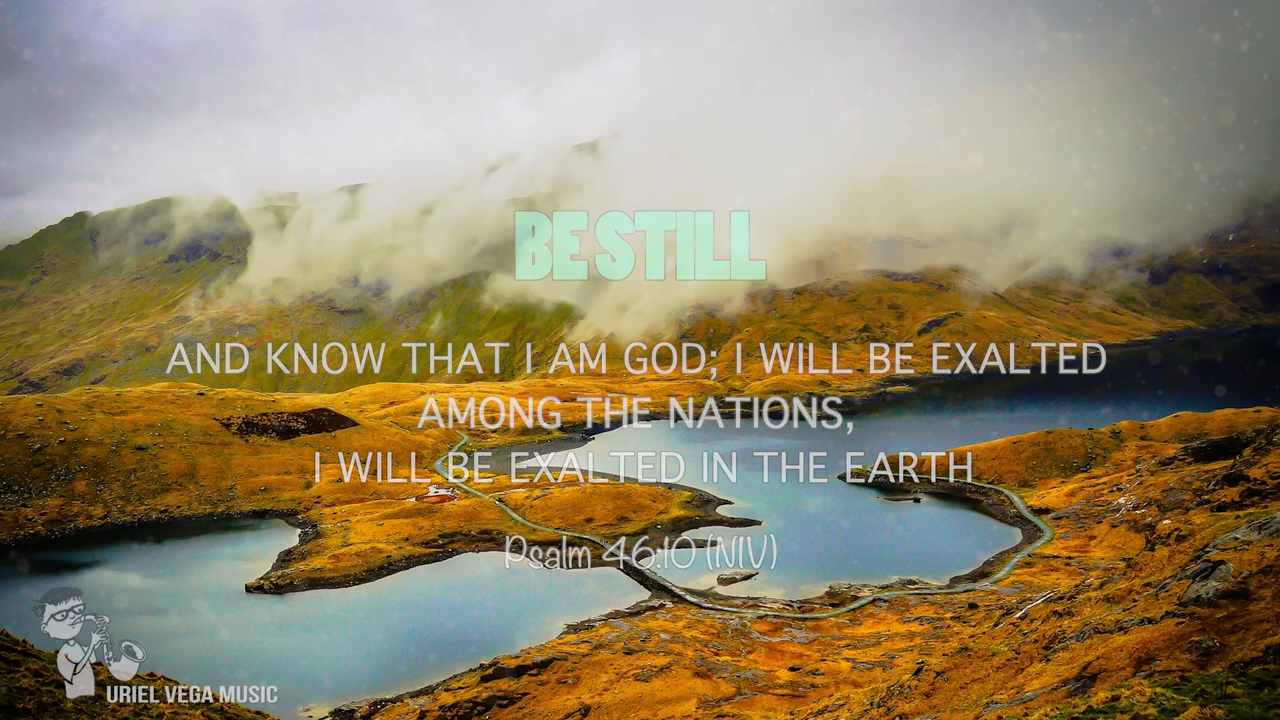 BE STILL
AND KNOW THAT I AM GOD; I WILL BE EXALTED
AMONG THE NATIONS,
I WILL BE EXALTED IN THE EARTH
Psalm 46:10 (NIV)
URIEL VEGA MUSIC